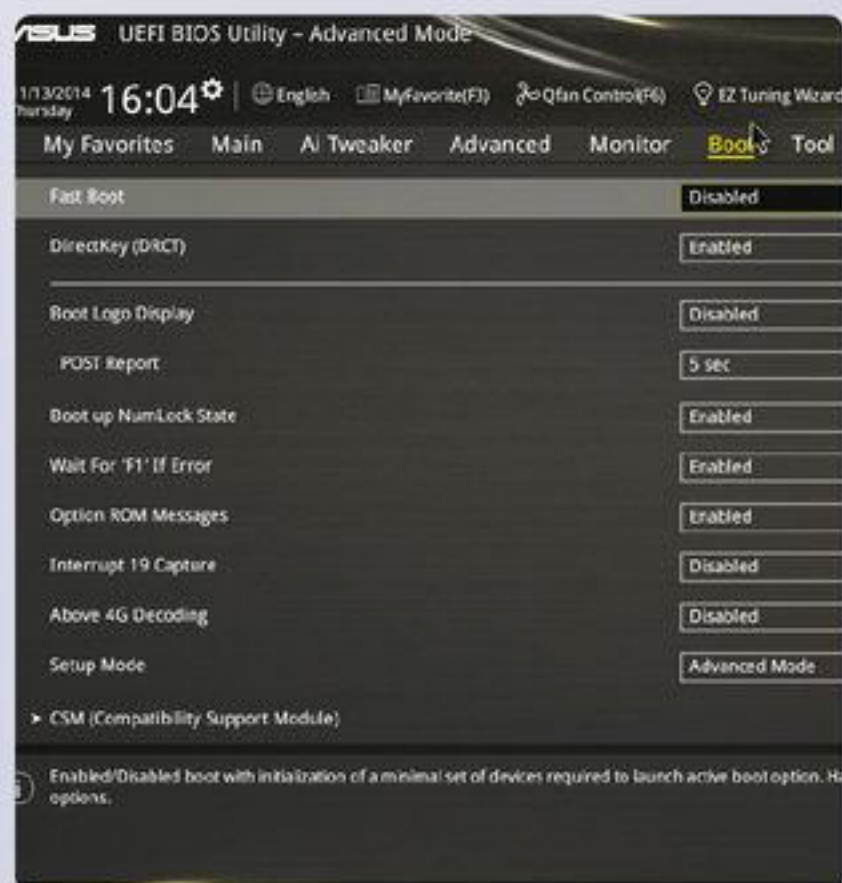 ASUS UEFI BIOS Utility – Advanced Mode
1/13/2014
Thursday
16:04 English MyFavorite(F3) Qfan Control(F6) EZ Tuning Wizard
My Favorites Main Ai Tweaker Advanced Monitor Boot Tool
Fast Boot Disabled
DirectKey (DRCT) Enabled
Boot Logo Display Disabled
POST Report 5 sec
Boot up NumLock State Enabled
Wait For 'F1' If Error Enabled
Option ROM Messages Enabled
Interrupt 19 Capture Disabled
Above 4G Decoding Disabled
Setup Mode Advanced Mode
CSM (Compatibility Support Module)
Enabled/Disabled boot with initialization of a minimal set of devices required to launch active boot option. Ha
options.